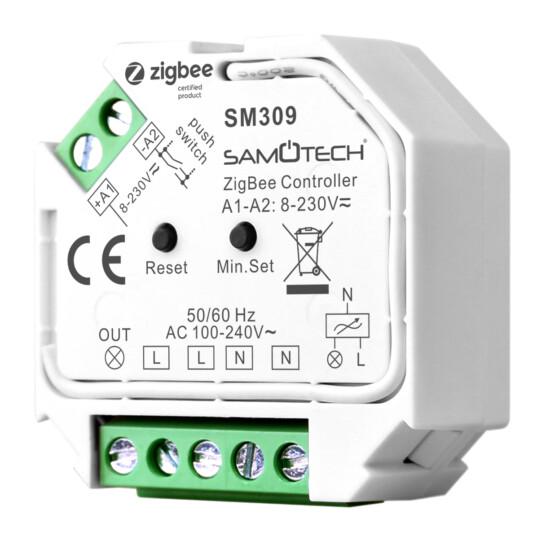 zigbee
certified
product
SM309
SAMOTECH®
ZigBee Controller
A1-A2: 8-230V≂
-A2
push
switch
+A1
8-230V≂
CE
Reset
Min.Set
50/60 Hz
AC 100-240V~
OUT
L
L
N
N
N
L